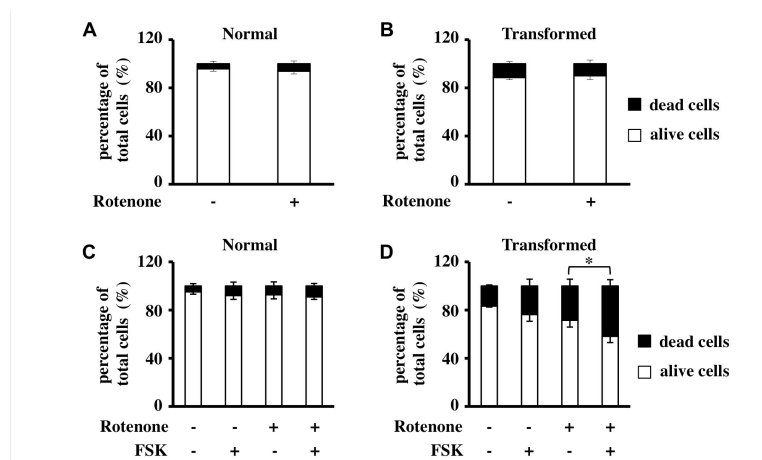 A
Normal
percentage of
total cells (%)
120
80
40
0
Rotenone - +
B
Transformed
percentage of
total cells (%)
120
80
40
0
Rotenone - +
dead cells
alive cells
C
Normal
percentage of
total cells (%)
120
80
40
0
Rotenone - - + +
FSK - + - +
D
Transformed
*
percentage of
total cells (%)
120
80
40
0
Rotenone - - + +
FSK - + - +
dead cells
alive cells